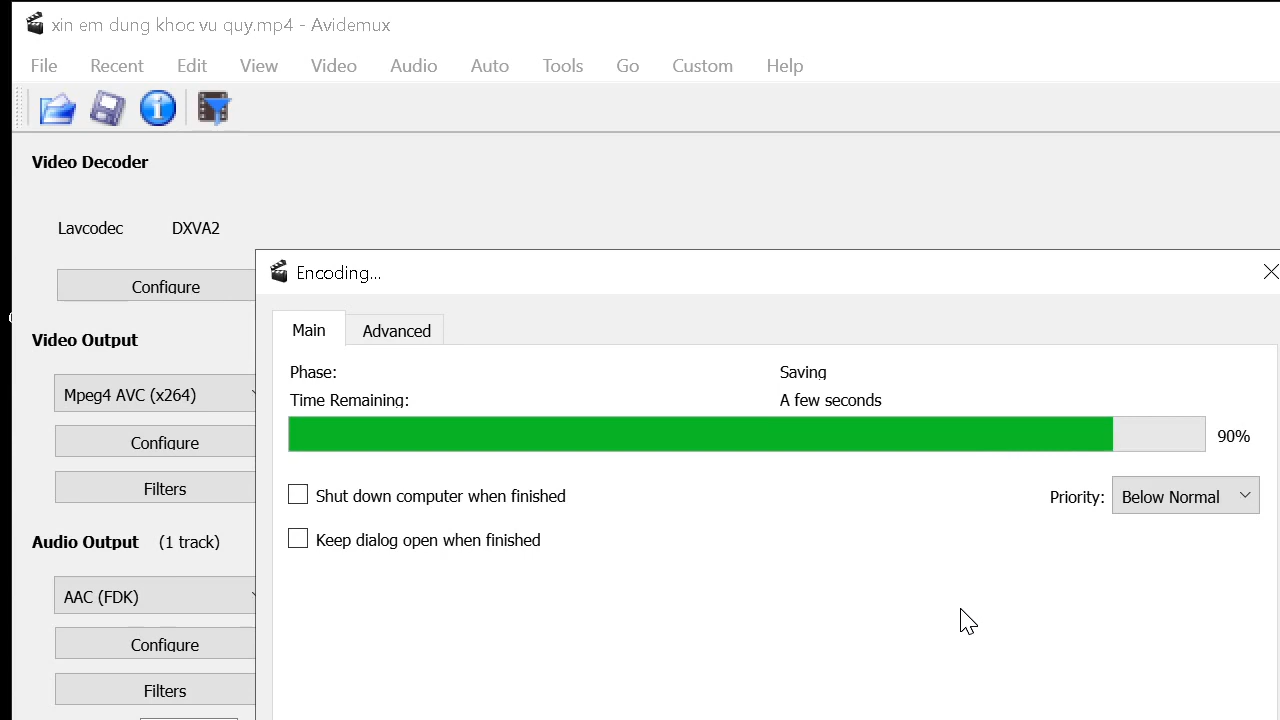 xin em dung khoc vu quy.mp4 - Avidemux
File Recent Edit View Video Audio Auto Tools Go Custom Help
Video Decoder
Lavcodec DXVA2
Configure
Encoding...
Main Advanced
Phase: Saving
Time Remaining: A few seconds
90%
Shut down computer when finished
Priority: Below Normal
Keep dialog open when finished
Video Output
Mpeg4 AVC (x264)
Configure
Filters
Audio Output (1 track)
AAC (FDK)
Configure
Filters